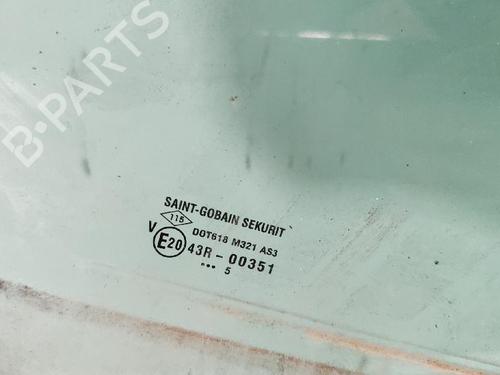 B-PARTS
SAINT-GOBAIN SEKURIT
115
DOT618 M321 AS3
V E20 43R-00351
... 5